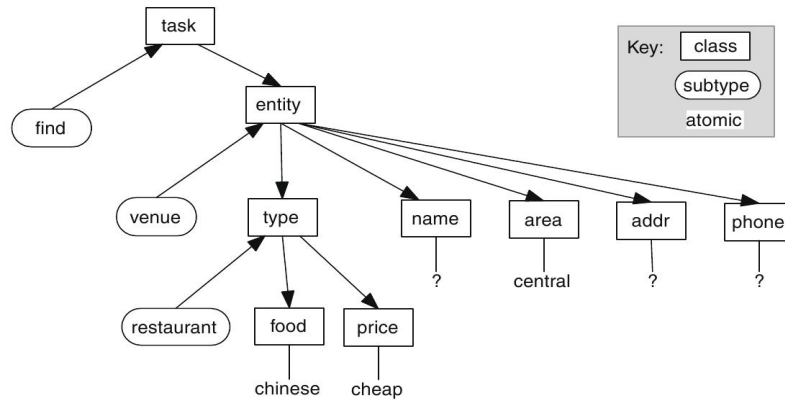 task
Key: class
subtype
atomic
entity
find
venue
type
name
area
addr
phone
?
central
?
?
restaurant
food
price
chinese
cheap